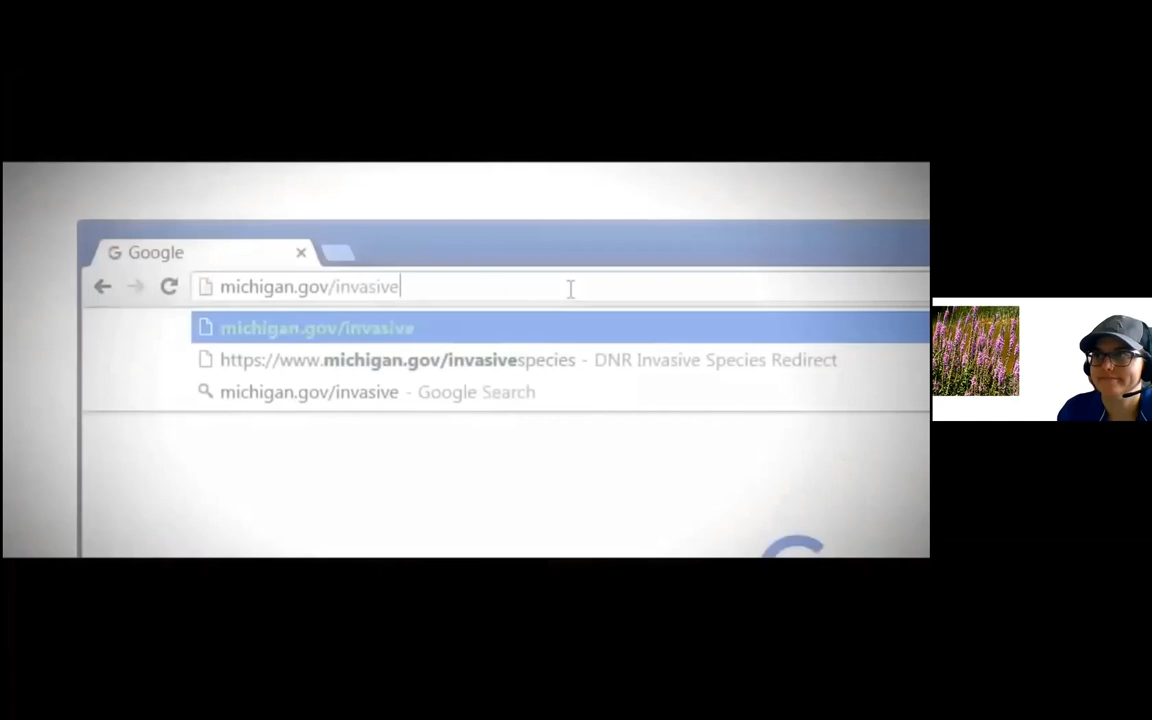 Google
michigan.gov/invasive
michigan.gov/invasive
https://www.michigan.gov/invasivespecies - DNR Invasive Species Redirect
michigan.gov/invasive - Google Search